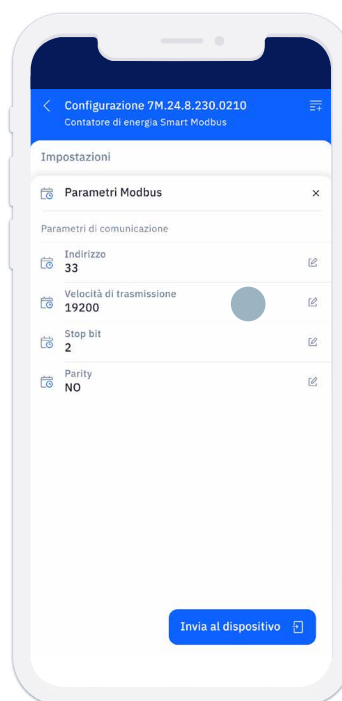 Configurazione 7M.24.8.230.0210
Contatore di energia Smart Modbus
Impostazioni
Parametri Modbus
Parametri di comunicazione
Indirizzo
33
Velocità di trasmissione
19200
Stop bit
2
Parity
NO
Invia al dispositivo